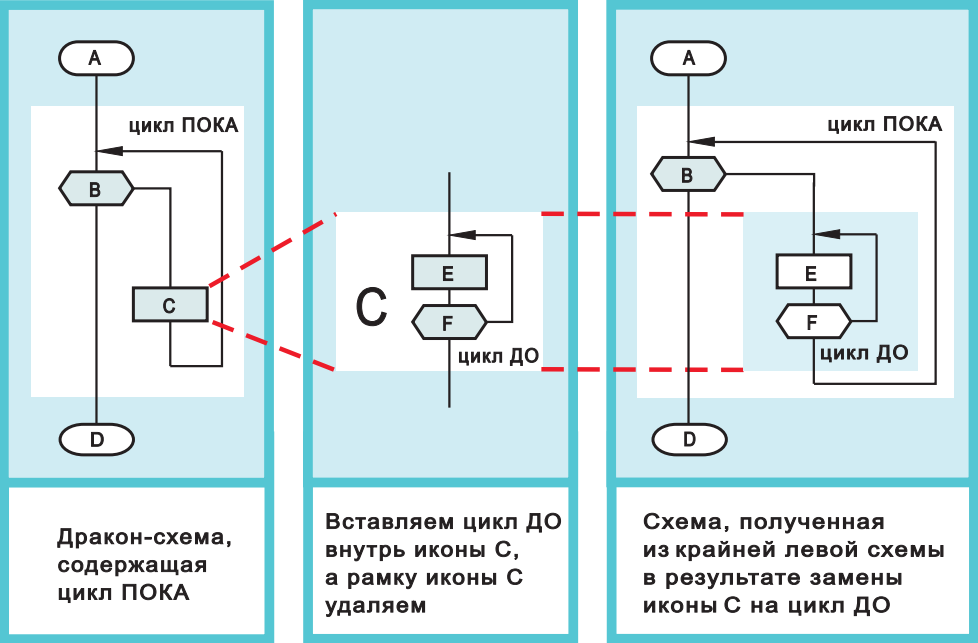 A
цикл ПОКА
B
C
D
Дракон-схема,
содержащая
цикл ПОКА
C
E
F
цикл ДО
Вставляем цикл ДО
внутрь иконы C,
а рамку иконы C
удаляем
A
цикл ПОКА
B
E
F
цикл ДО
D
Схема, полученная
из крайней левой схемы
в результате замены
иконы C на цикл ДО